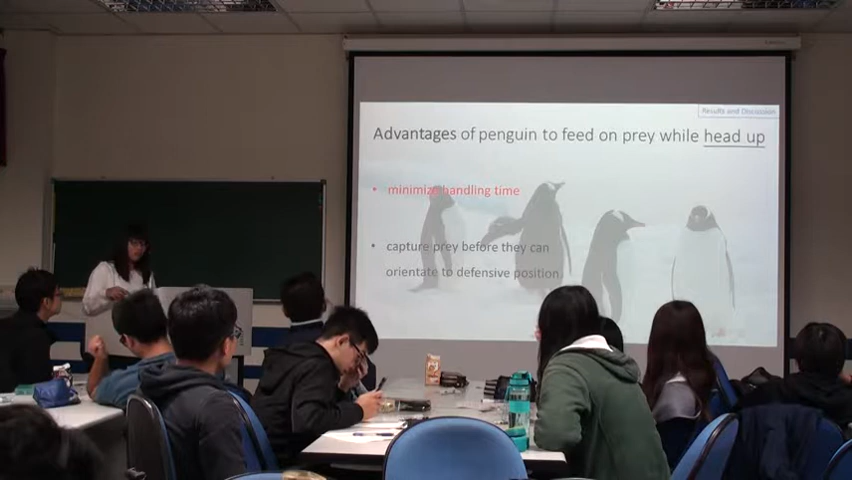 Results and Discussion
Advantages of penguin to feed on prey while head up
• minimize handling time
• capture prey before they can
orientate to defensive position